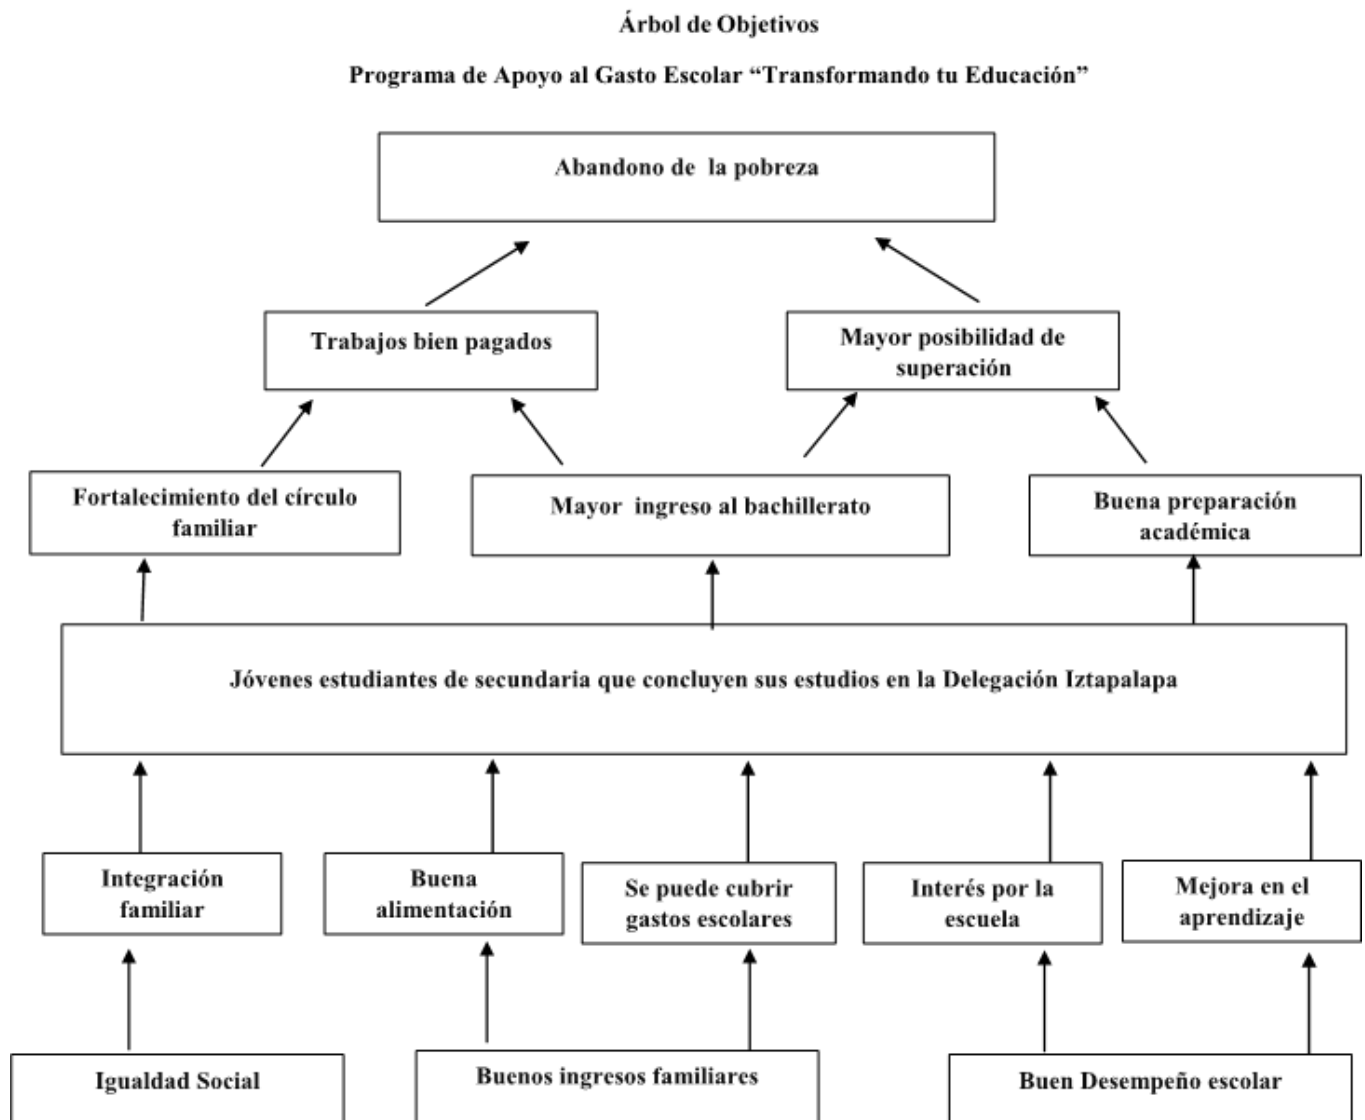 Árbol de Objetivos
Programa de Apoyo al Gasto Escolar “Transformando tu Educación”
Abandono de la pobreza
Trabajos bien pagados
Mayor posibilidad de
superación
Fortalecimiento del círculo
familiar
Mayor ingreso al bachillerato
Buena preparación
académica
Jóvenes estudiantes de secundaria que concluyen sus estudios en la Delegación Iztapalapa
Integración
familiar
Buena
alimentación
Se puede cubrir
gastos escolares
Interés por la
escuela
Mejora en el
aprendizaje
Igualdad Social
Buenos ingresos familiares
Buen Desempeño escolar